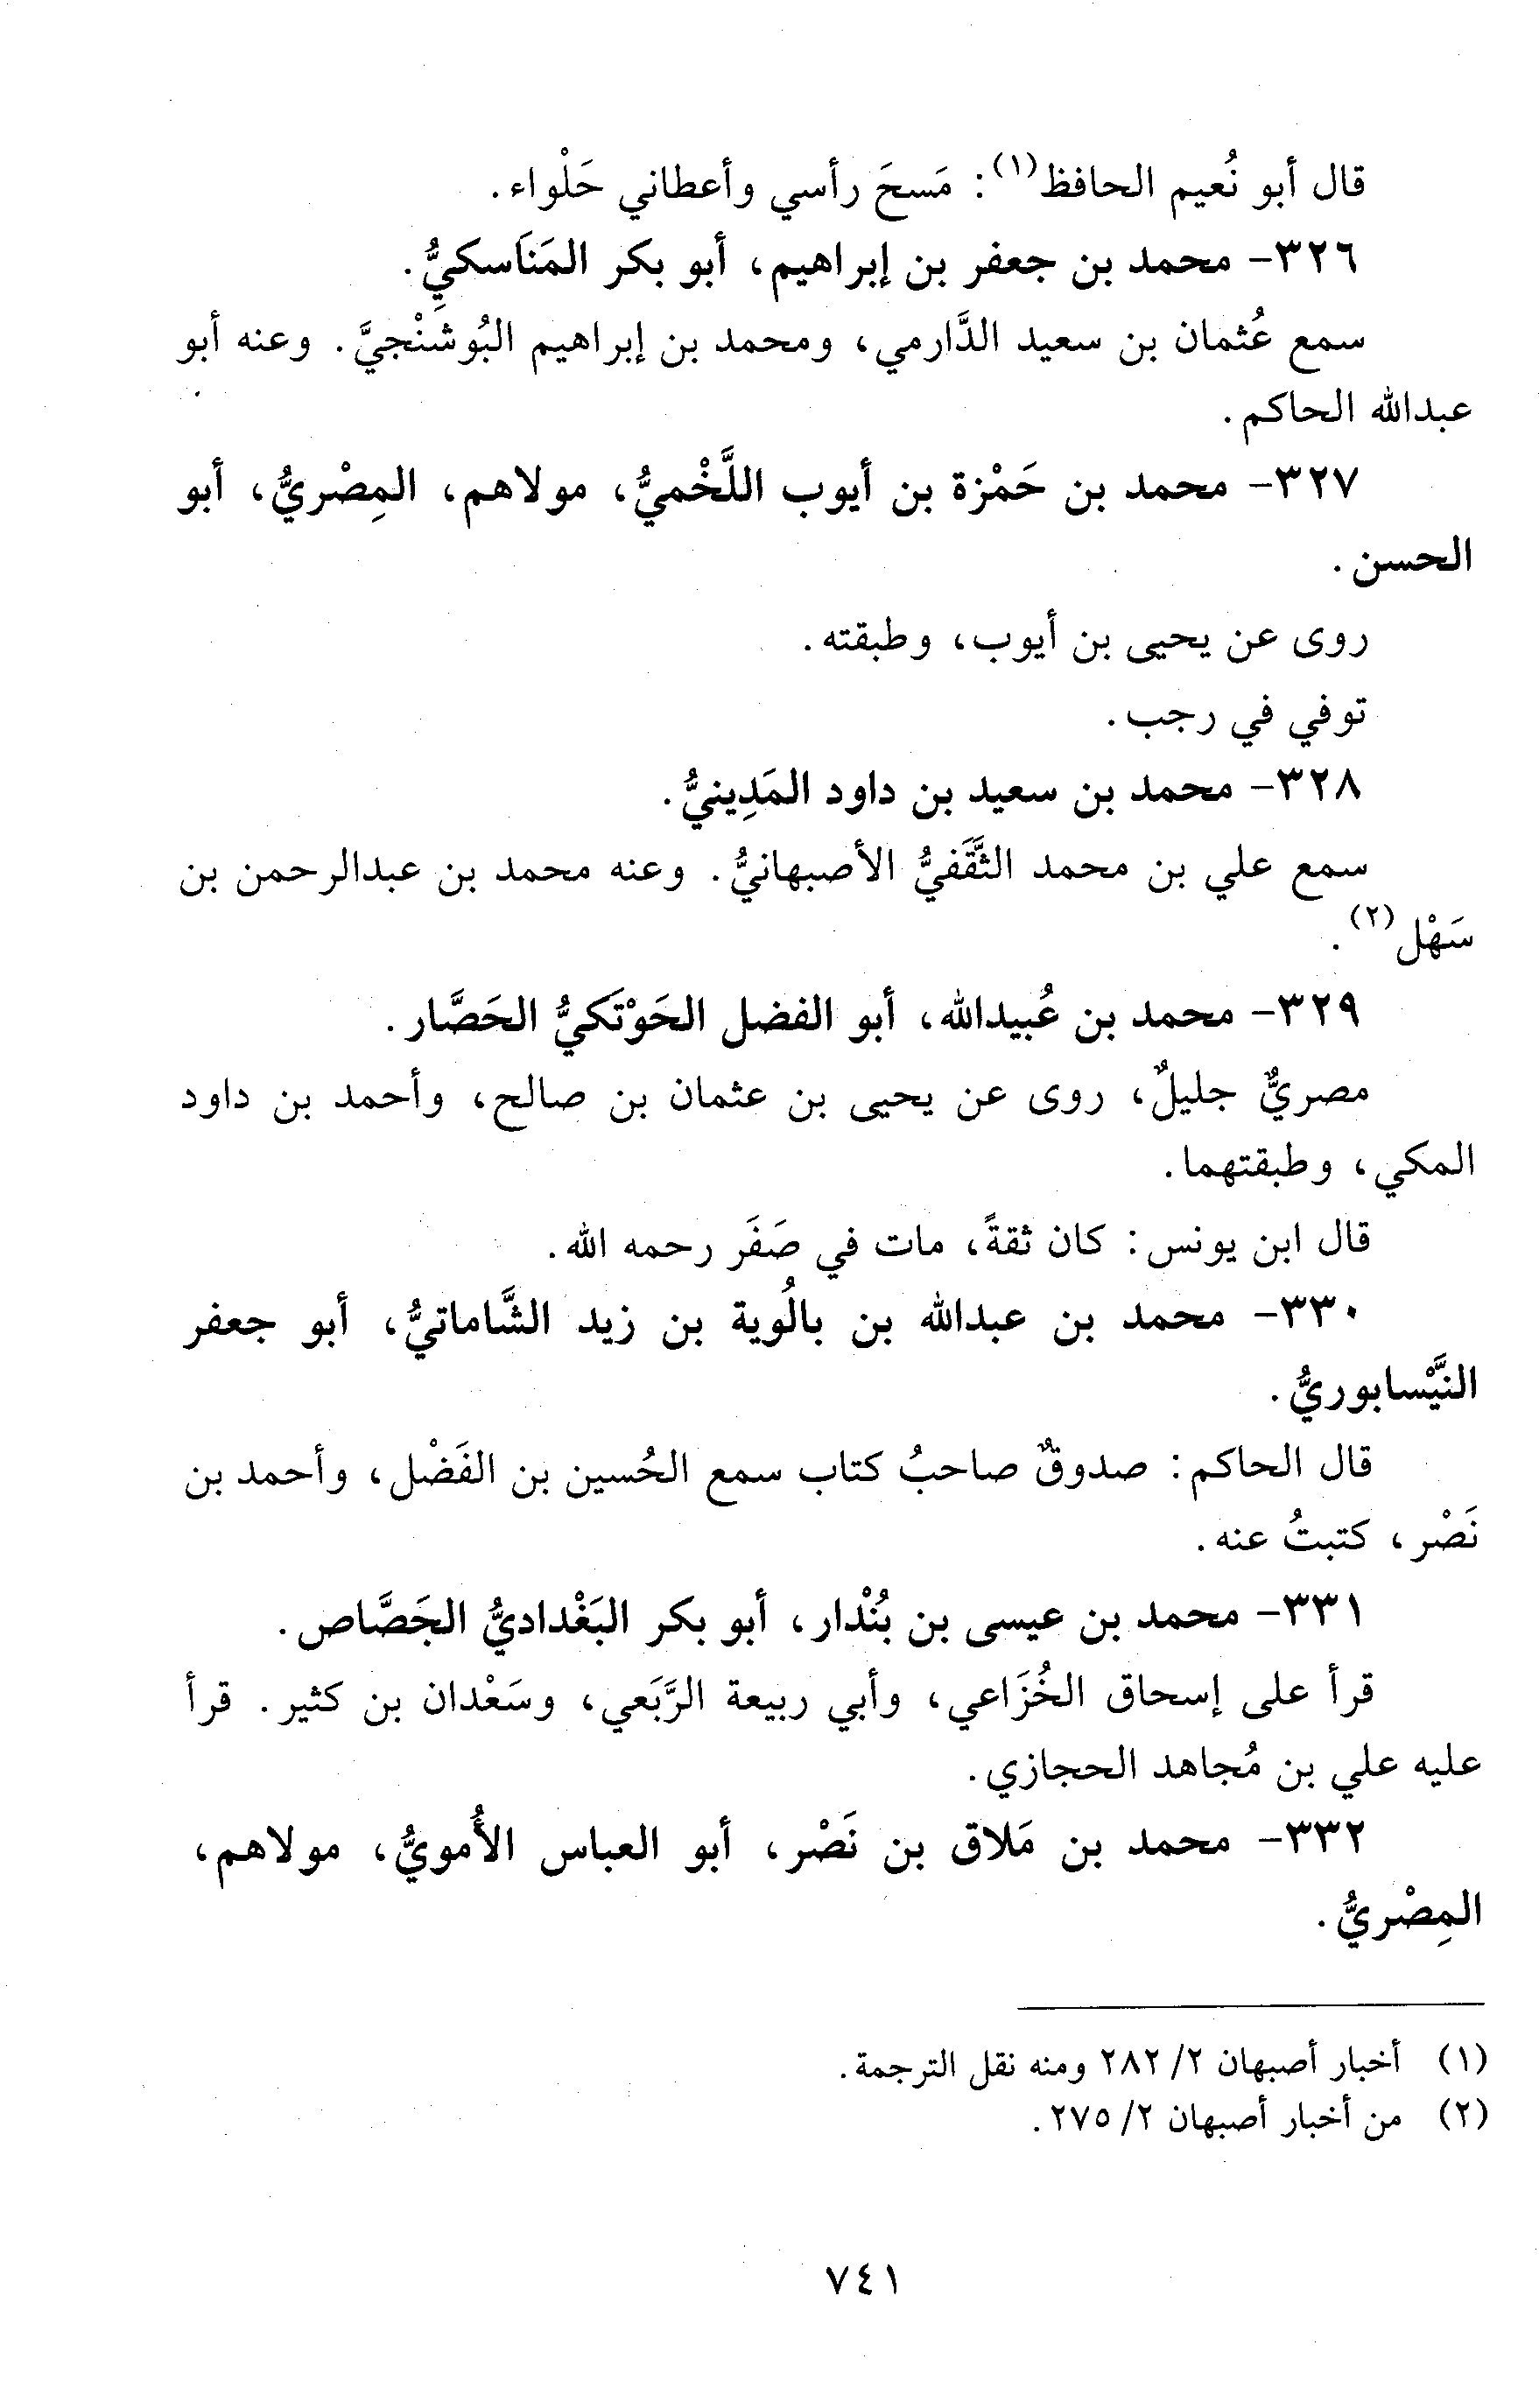 قال أبو نُعيم الحافظ(١): مَسحَ رأسي وأعطاني حَلْواء.
٣٢٦- محمد بن جعفر بن إبراهيم، أبو بكر المَنَاسكيُّ.
سمع عُثمان بن سعيد الدَّارمي، ومحمد بن إبراهيم البُوشَنْجيَّ. وعنه أبو
عبدالله الحاكم.
٣٢٧- محمد بن حَمْزة بن أيوب اللَّخْميُّ، مولاهم، المِصْريُّ، أبو
الحسن.
روى عن يحيى بن أيوب، وطبقته.
توفي في رجب.
٣٢٨- محمد بن سعيد بن داود المَدِينيُّ.
سمع علي بن محمد الثَّقَفيُّ الأصبهانيُّ. وعنه محمد بن عبدالرحمن بن
سَهْل(٢).
٣٢٩- محمد بن عُبيدالله، أبو الفضل الحَوْتَكيُّ الحَصَّار.
مصريٌّ جليلٌ، روى عن يحيى بن عثمان بن صالح، وأحمد بن داود
المكي، وطبقتهما.
قال ابن يونس: كان ثقةً، مات في صَفَر رحمه الله.
٣٣٠- محمد بن عبدالله بن بالُوية بن زيد الشَّاماتيُّ، أبو جعفر
النَّيْسابوريُّ.
قال الحاكم: صدوقٌ صاحبُ كتاب سمع الحُسين بن الفَضْل، وأحمد بن
نَصْر، كتبتُ عنه.
٣٣١- محمد بن عيسى بن بُنْدار، أبو بكر البَغْداديُّ الجَصَّاص.
قرأ على إسحاق الخُزَاعي، وأبي ربيعة الرَّبَعي، وسَعْدان بن كثير. قرأ
عليه علي بن مُجاهد الحجازي.
٣٣٢- محمد بن مَلاق بن نَصْر، أبو العباس الأُمويُّ، مولاهم،
المِصْريُّ.
(١) أخبار أصبهان ٢/ ٢٨٢ ومنه نقل الترجمة.
(٢) من أخبار أصبهان ٢/ ٢٧٥.
٧٤١